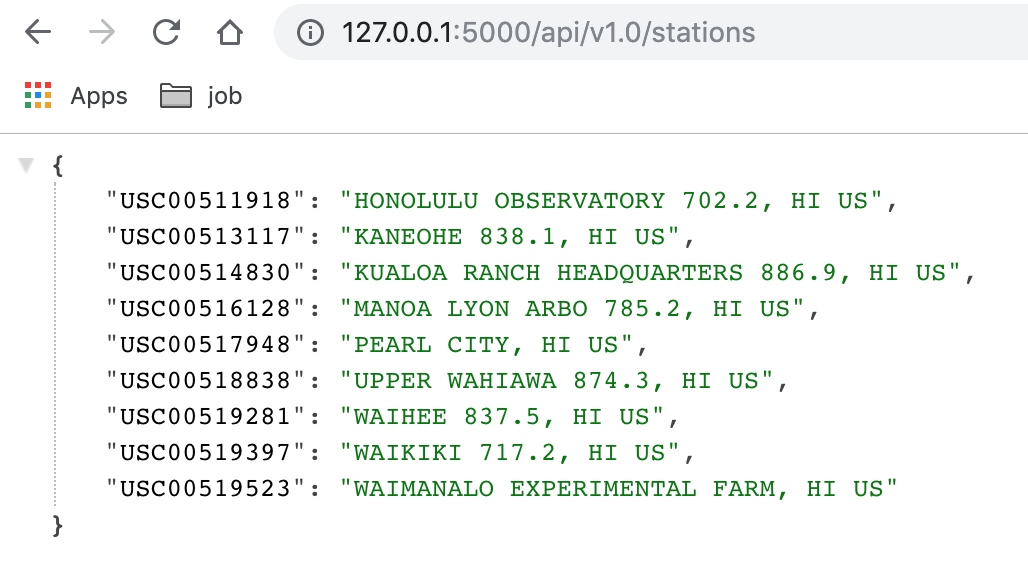 127.0.0.1:5000/api/v1.0/stations
Apps job
{
"USC00511918": "HONOLULU OBSERVATORY 702.2, HI US",
"USC00513117": "KANEOHE 838.1, HI US",
"USC00514830": "KUALOA RANCH HEADQUARTERS 886.9, HI US",
"USC00516128": "MANOA LYON ARBO 785.2, HI US",
"USC00517948": "PEARL CITY, HI US",
"USC00518838": "UPPER WAHIAWA 874.3, HI US",
"USC00519281": "WAIHEE 837.5, HI US",
"USC00519397": "WAIKIKI 717.2, HI US",
"USC00519523": "WAIMANALO EXPERIMENTAL FARM, HI US"
}